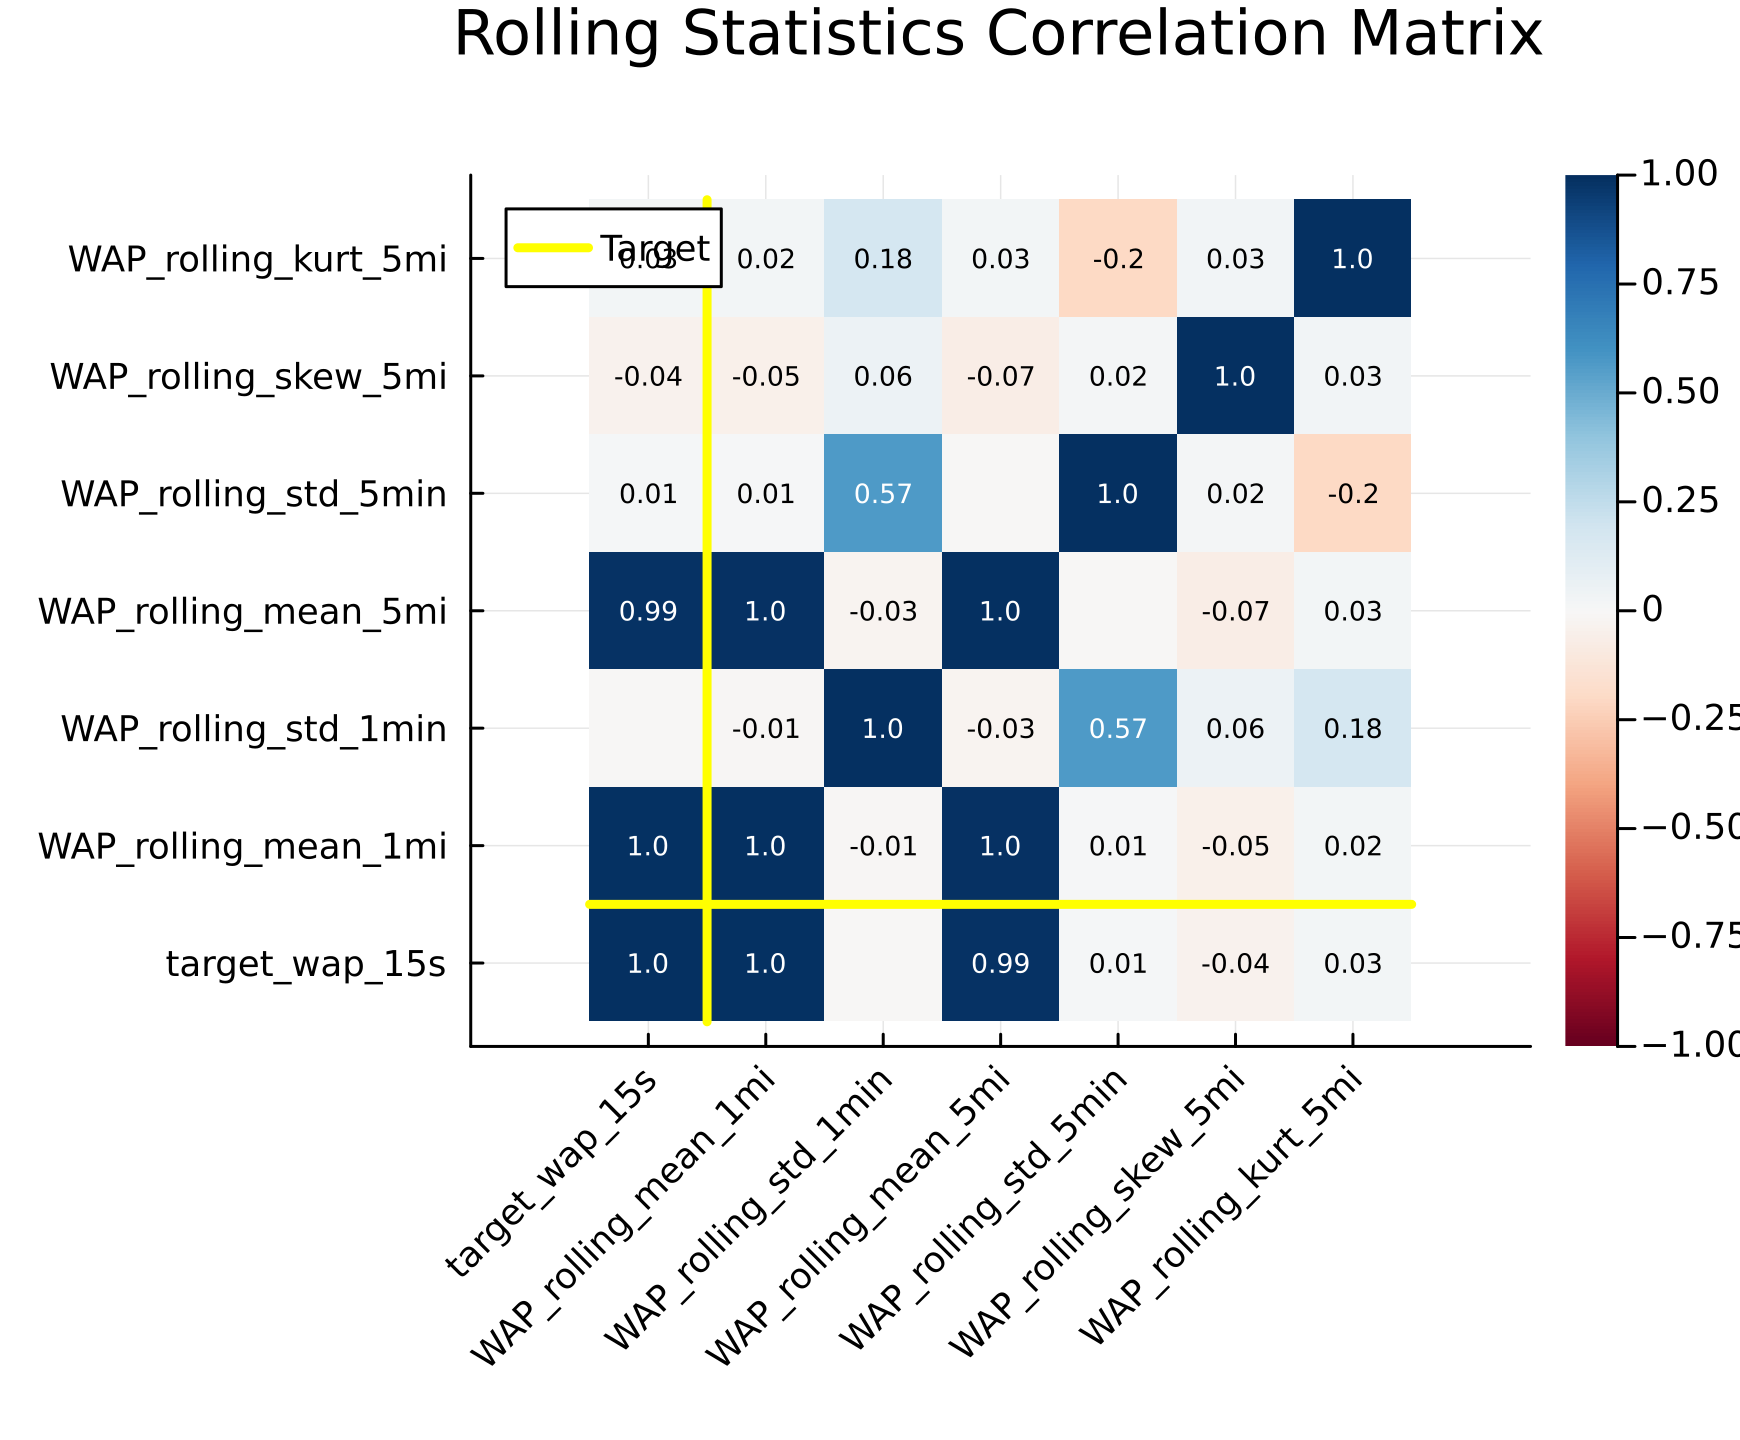 Rolling Statistics Correlation Matrix
Target
WAP_rolling_kurt_5mi 0.03 0.02 0.18 0.03 -0.2 0.03 1.0
WAP_rolling_skew_5mi -0.04 -0.05 0.06 -0.07 0.02 1.0 0.03
WAP_rolling_std_5min 0.01 0.01 0.57 1.0 0.02 -0.2
WAP_rolling_mean_5mi 0.99 1.0 -0.03 1.0 -0.07 0.03
WAP_rolling_std_1min -0.01 1.0 -0.03 0.57 0.06 0.18
WAP_rolling_mean_1mi 1.0 1.0 -0.01 1.0 0.01 -0.05 0.02
target_wap_15s 1.0 1.0 0.99 0.01 -0.04 0.03
target_wap_15s
WAP_rolling_mean_1mi
WAP_rolling_std_1min
WAP_rolling_mean_5mi
WAP_rolling_std_5min
WAP_rolling_skew_5mi
WAP_rolling_kurt_5mi
1.00
0.75
0.50
0.25
0
−0.25
−0.50
−0.75
−1.00